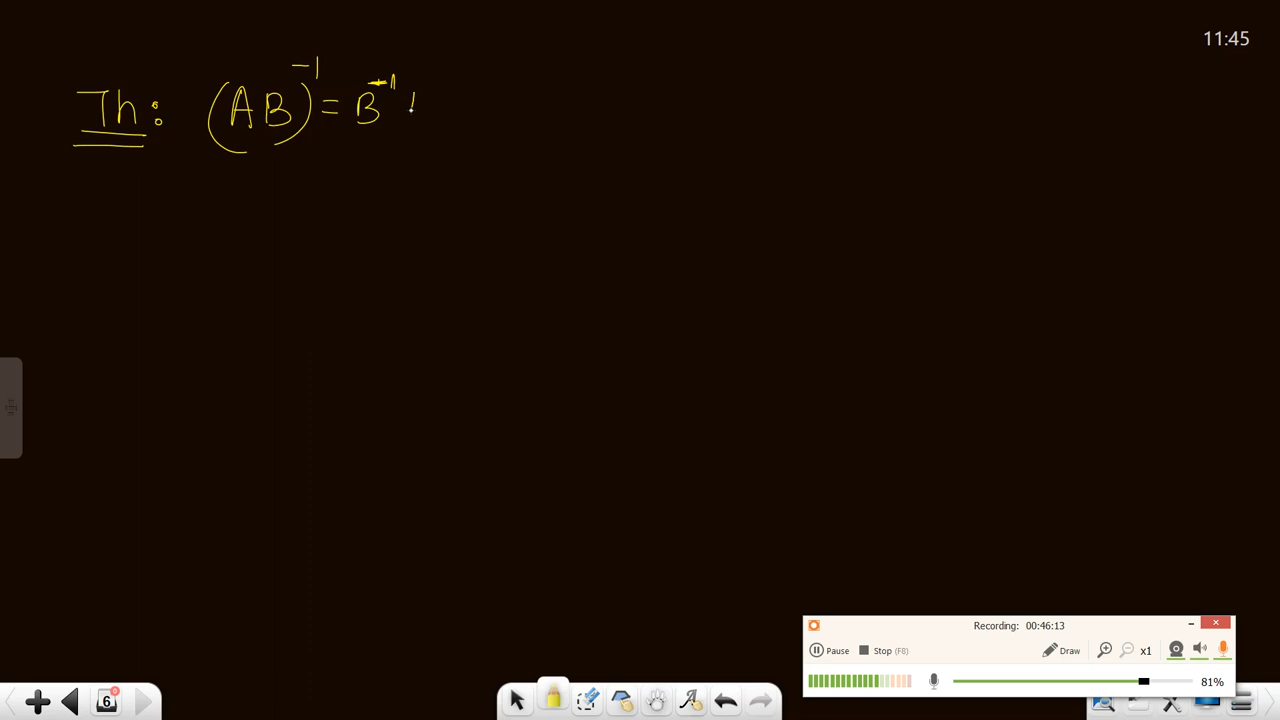 11:45
Th: (AB)⁻¹ = B⁻¹
Recording: 00:46:13
Pause Stop (F8) Draw x1
81%
6